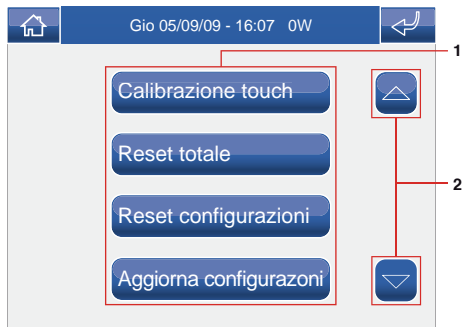 Gio 05/09/09 - 16:07 0W
1
Calibrazione touch
Reset totale
2
Reset configurazioni
Aggiorna configurazoni